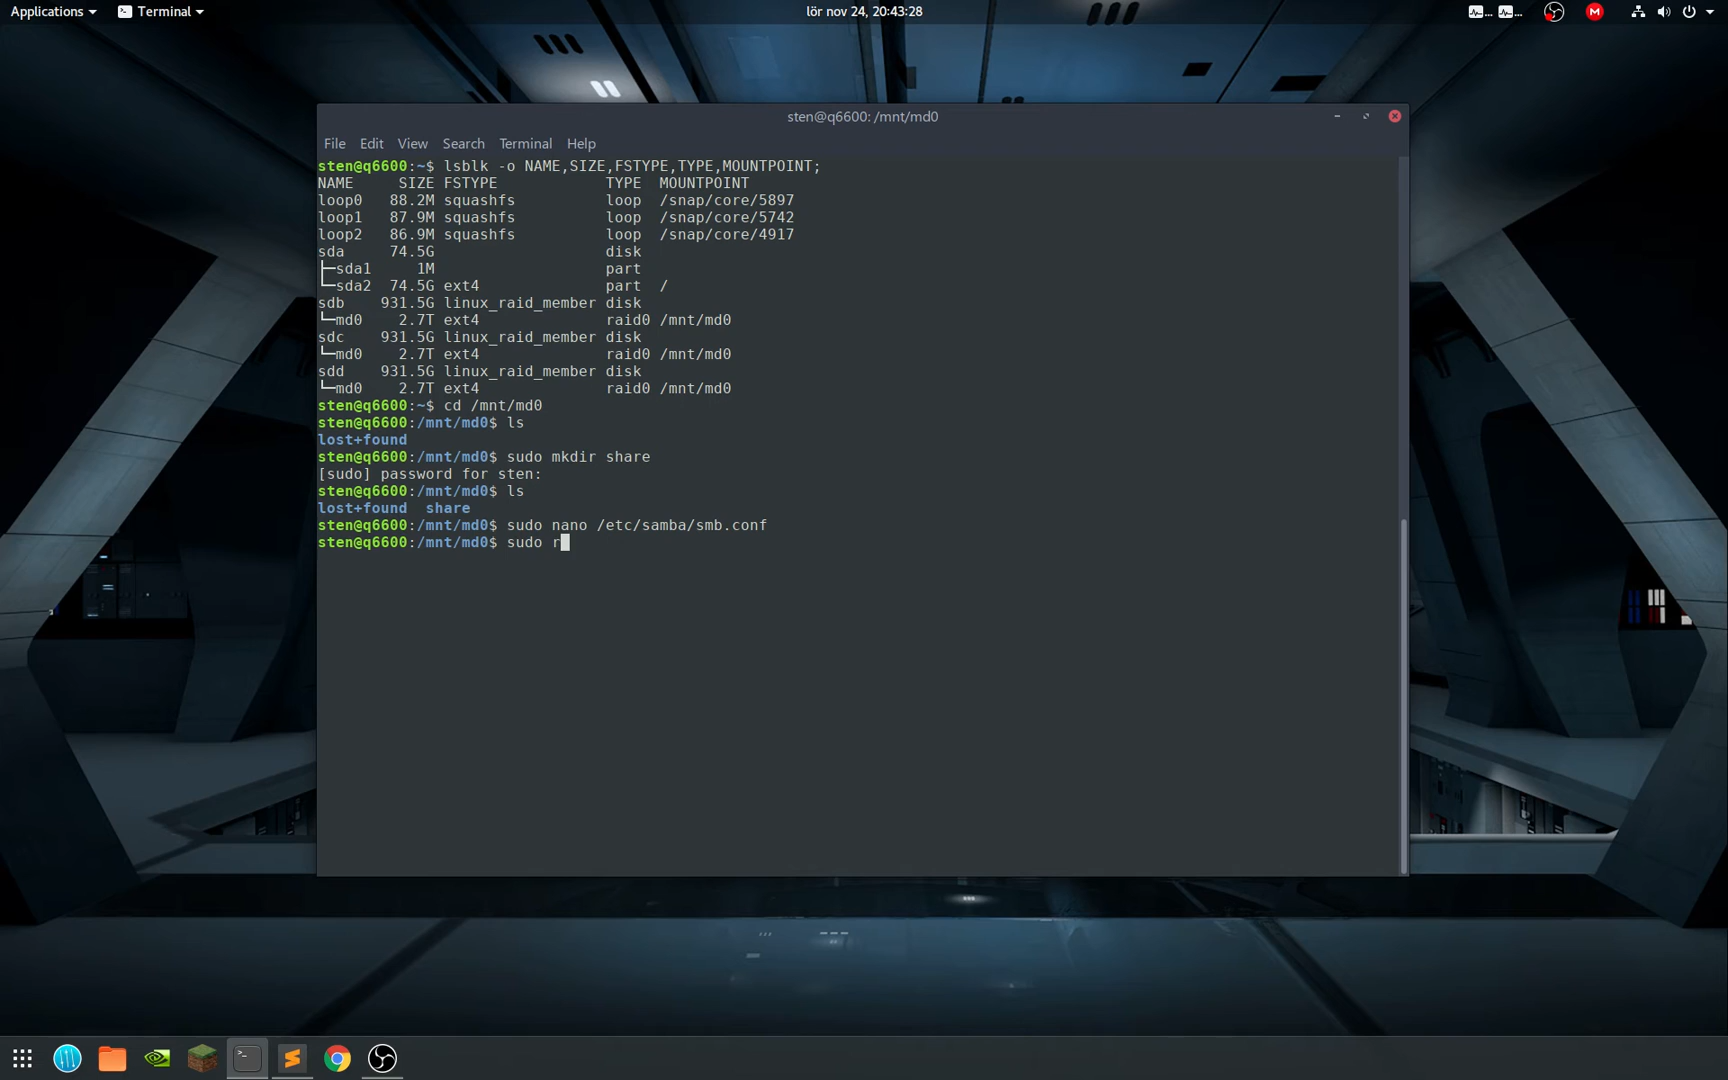 Applications
Terminal
lör nov 24, 20:43:28
... ...
M
sten@q6600: /mnt/md0
File Edit View Search Terminal Help
sten@q6600:~$ lsblk -o NAME,SIZE,FSTYPE,TYPE,MOUNTPOINT;
NAME     SIZE FSTYPE            TYPE  MOUNTPOINT
loop0   88.2M squashfs          loop  /snap/core/5897
loop1   87.9M squashfs          loop  /snap/core/5742
loop2   86.9M squashfs          loop  /snap/core/4917
sda     74.5G                   disk
├─sda1     1M                   part
└─sda2  74.5G ext4              part  /
sdb    931.5G linux_raid_member disk
└─md0    2.7T ext4              raid0 /mnt/md0
sdc    931.5G linux_raid_member disk
└─md0    2.7T ext4              raid0 /mnt/md0
sdd    931.5G linux_raid_member disk
└─md0    2.7T ext4              raid0 /mnt/md0
sten@q6600:~$ cd /mnt/md0
sten@q6600:/mnt/md0$ ls
lost+found
sten@q6600:/mnt/md0$ sudo mkdir share
[sudo] password for sten:
sten@q6600:/mnt/md0$ ls
lost+found  share
sten@q6600:/mnt/md0$ sudo nano /etc/samba/smb.conf
sten@q6600:/mnt/md0$ sudo r